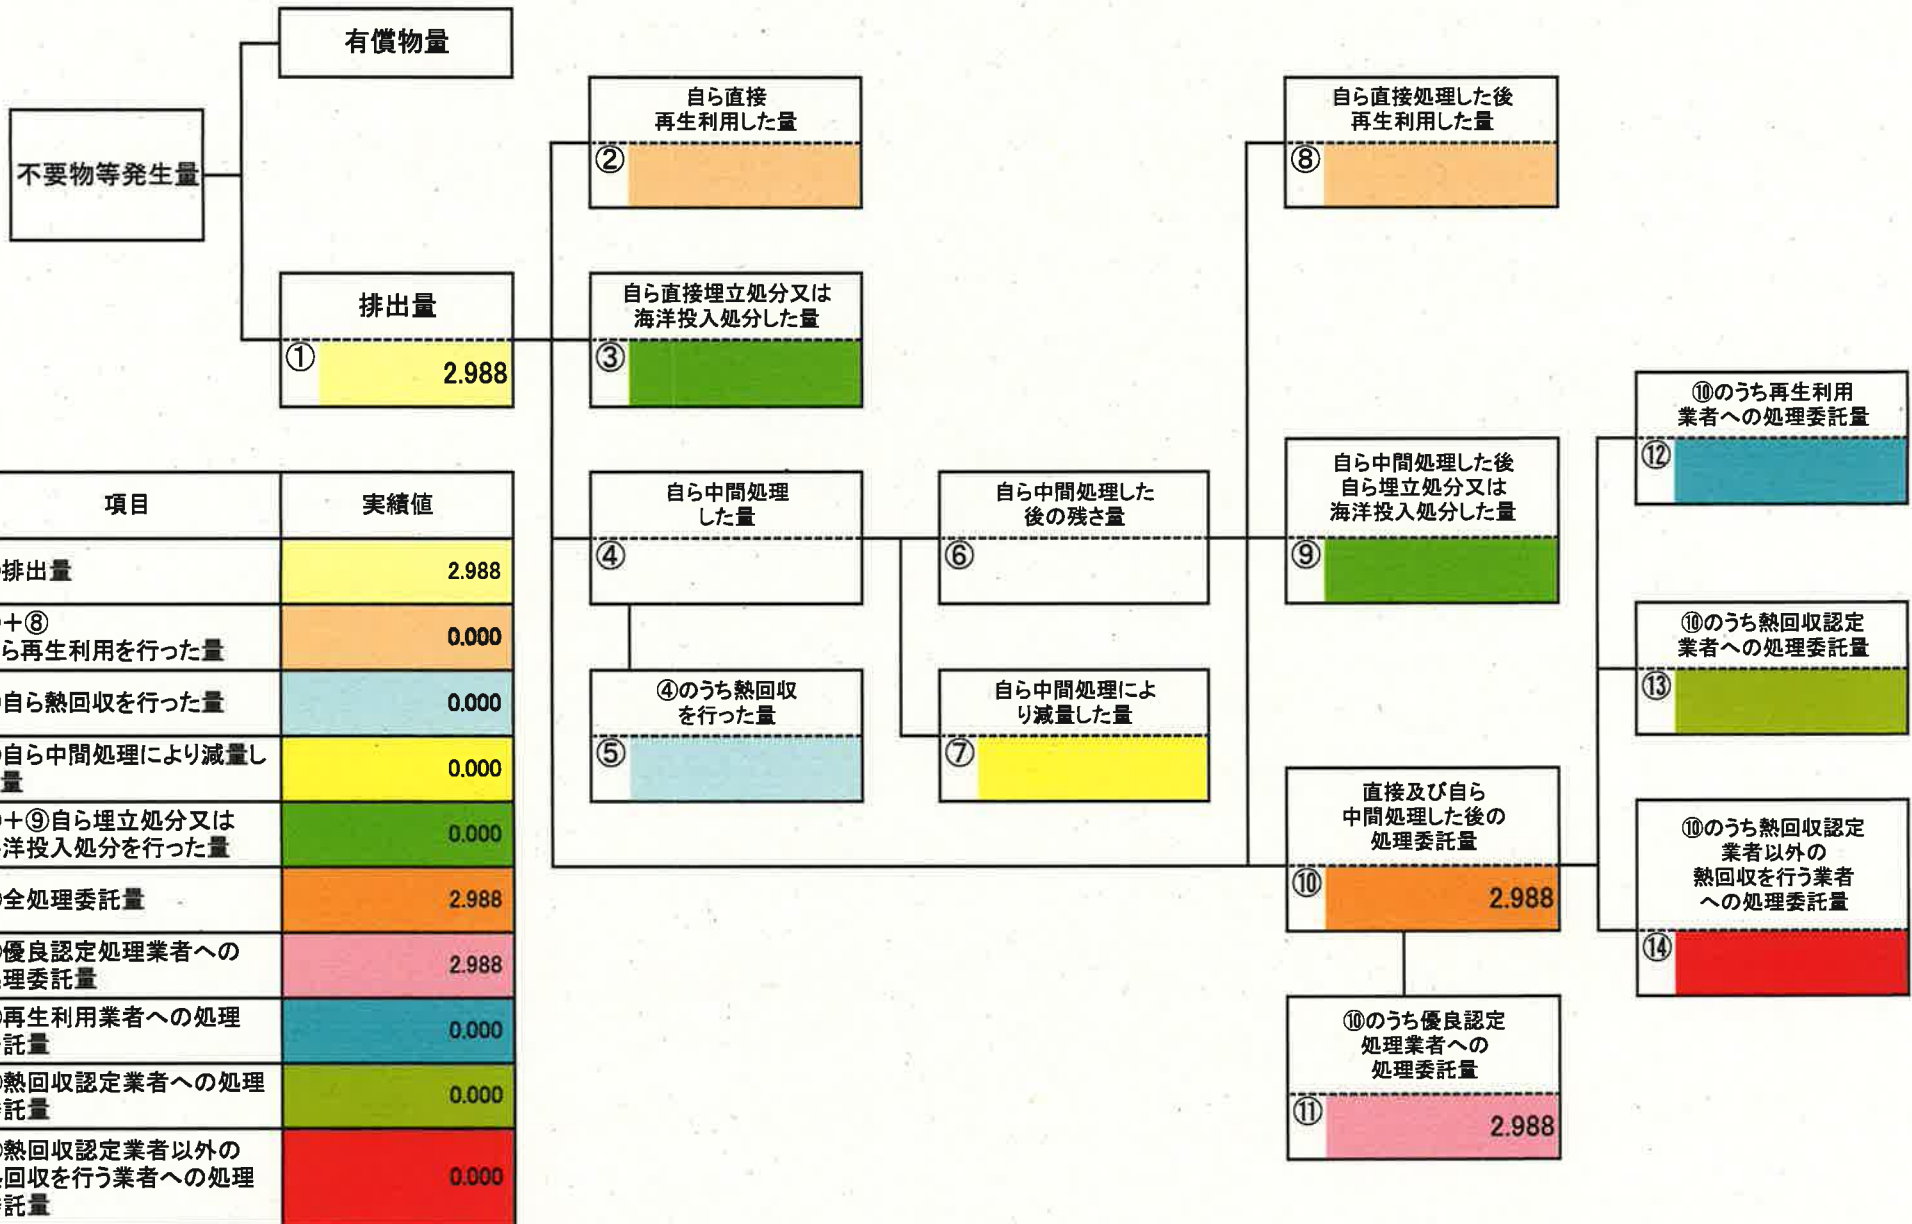 有償物量
不要物等発生量
排出量
①
2.988
自ら直接
再生利用した量
②
自ら直接埋立処分又は
海洋投入処分した量
③
自ら中間処理
した量
④
④のうち熱回収
を行った量
⑤
自ら中間処理した
後の残さ量
⑥
自ら中間処理によ
り減量した量
⑦
自ら直接処理した後
再生利用した量
⑧
自ら中間処理した後
自ら埋立処分又は
海洋投入処分した量
⑨
直接及び自ら
中間処理した後の
処理委託量
⑩
2.988
⑩のうち優良認定
処理業者への
処理委託量
⑪
2.988
⑩のうち再生利用
業者への処理委託量
⑫
⑩のうち熱回収認定
業者への処理委託量
⑬
⑩のうち熱回収認定
業者以外の
熱回収を行う業者
への処理委託量
⑭
項目 実績値
排出量 2.988
+⑧
ら再生利用を行った量 0.000
自ら熱回収を行った量 0.000
自ら中間処理により減量し
量 0.000
+⑨自ら埋立処分又は
洋投入処分を行った量 0.000
全処理委託量 2.988
優良認定処理業者への
理委託量 2.988
再生利用業者への処理
託量 0.000
熱回収認定業者への処理
託量 0.000
熱回収認定業者以外の
回収を行う業者への処理
託量 0.000